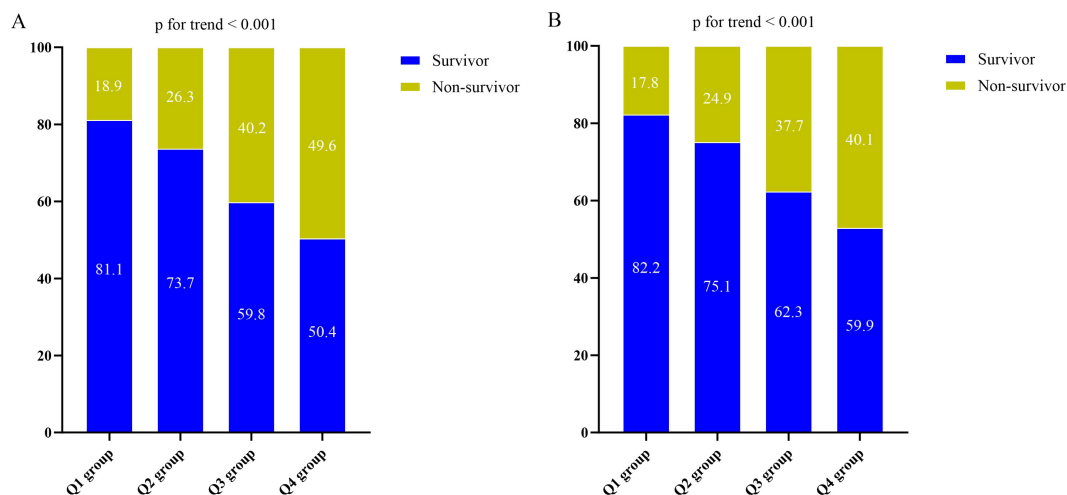 A
p for trend < 0.001
100
80
60
40
20
0
18.9
26.3
40.2
49.6
81.1
73.7
59.8
50.4
Q1 group
Q2 group
Q3 group
Q4 group
Survivor
Non-survivor
B
p for trend < 0.001
100
80
60
40
20
0
17.8
24.9
37.7
40.1
82.2
75.1
62.3
59.9
Q1 group
Q2 group
Q3 group
Q4 group
Survivor
Non-survivor